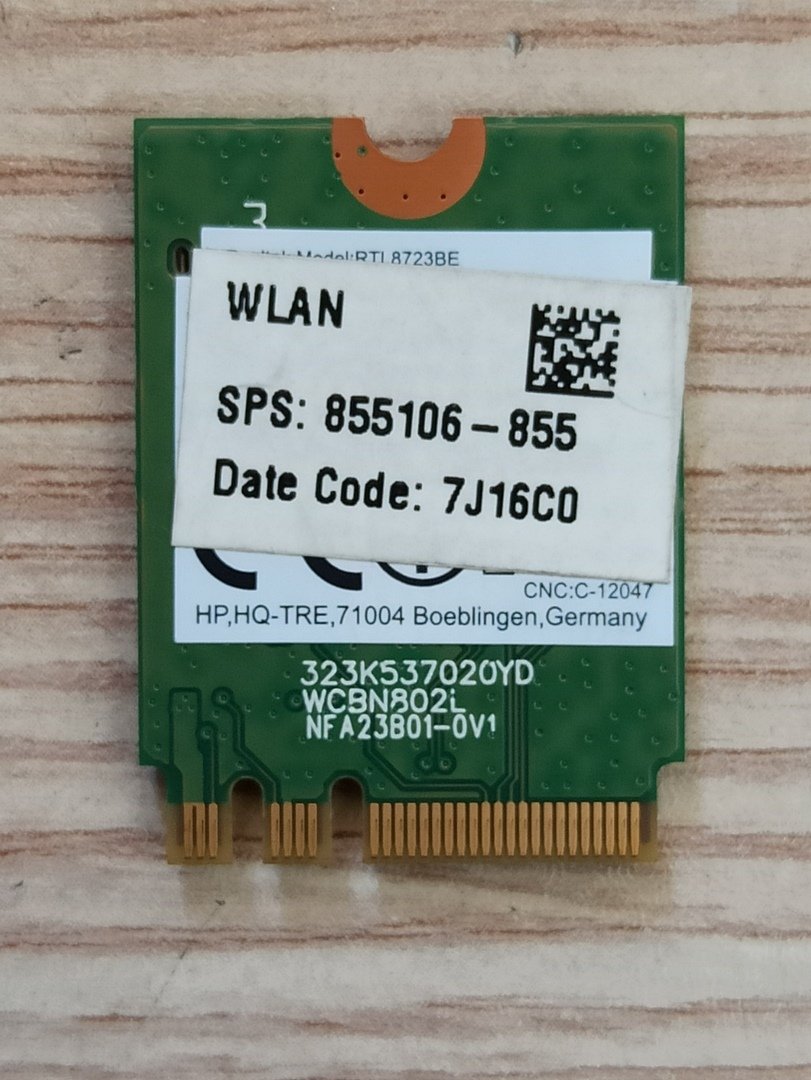 3
Model:RTL8723BE
WLAN
SPS: 855106-855
Date Code: 7J16C0
CNC:C-12047
HP,HQ-TRE,71004 Boeblingen,Germany
323K537020YD
WCBN802L
NFA23B01-0V1